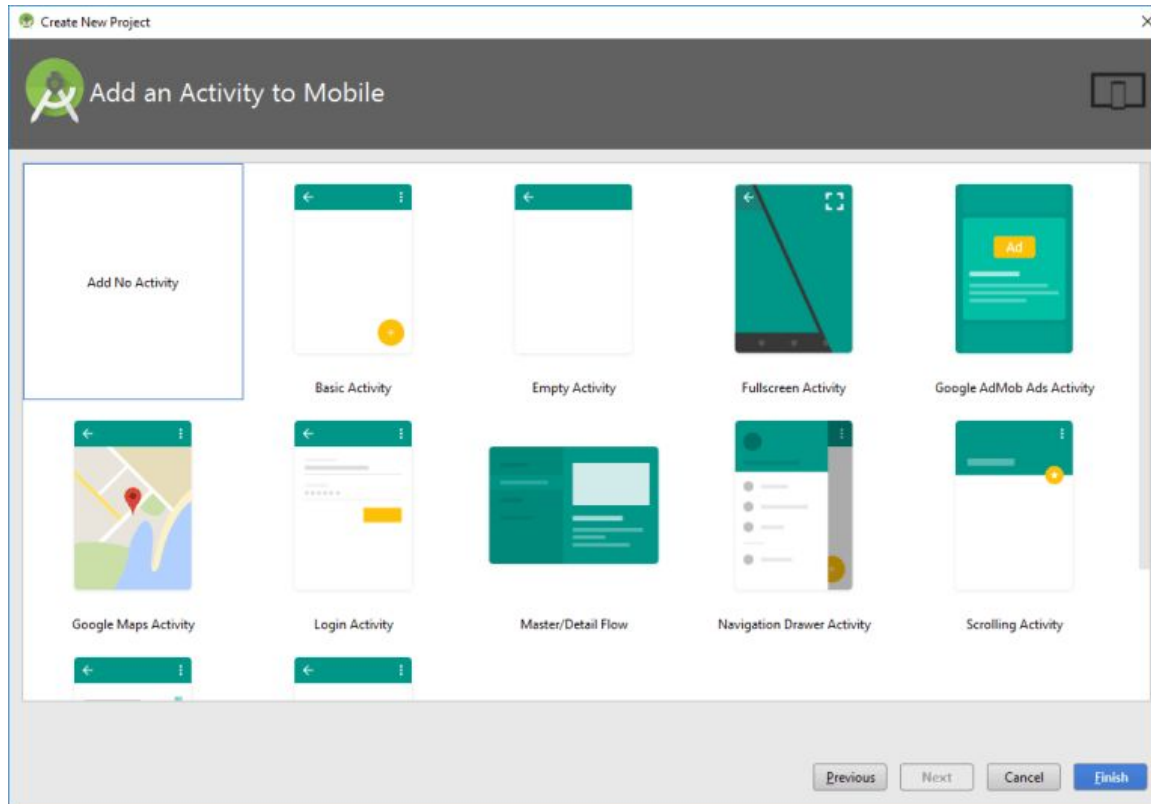 Create New Project
Add an Activity to Mobile
Add No Activity
Ad
Basic Activity
Empty Activity
Fullscreen Activity
Google AdMob Ads Activity
Google Maps Activity
Login Activity
Master/Detail Flow
Navigation Drawer Activity
Scrolling Activity
Previous
Next
Cancel
Finish